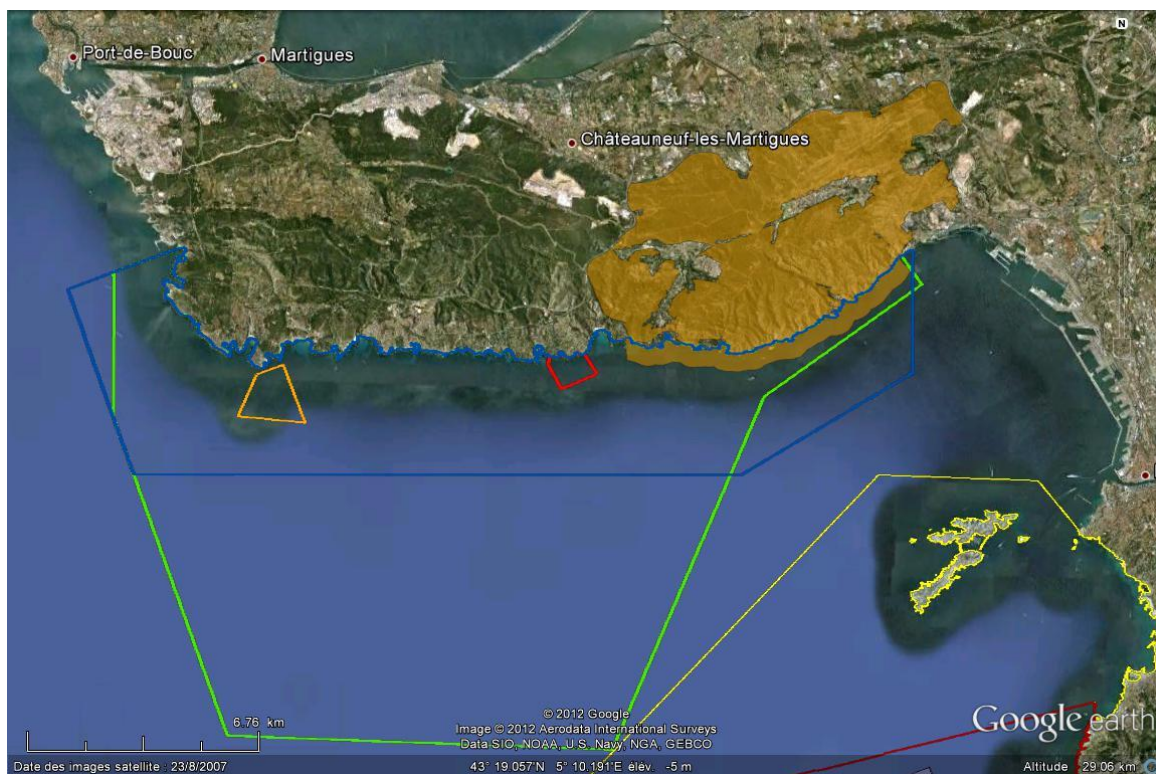 N
Port-de-Bouc
Martigues
Châteauneuf-les-Martigues
6.76 km
© 2012 Google
Image © 2012 Aerodata International Surveys
Data SIO, NOAA, U.S. Navy, NGA, GEBCO
Google earth
Date des images satellite : 23/8/2007
43° 19.057'N 5° 10.191'E élév. -5 m
Altitude 29.06 km